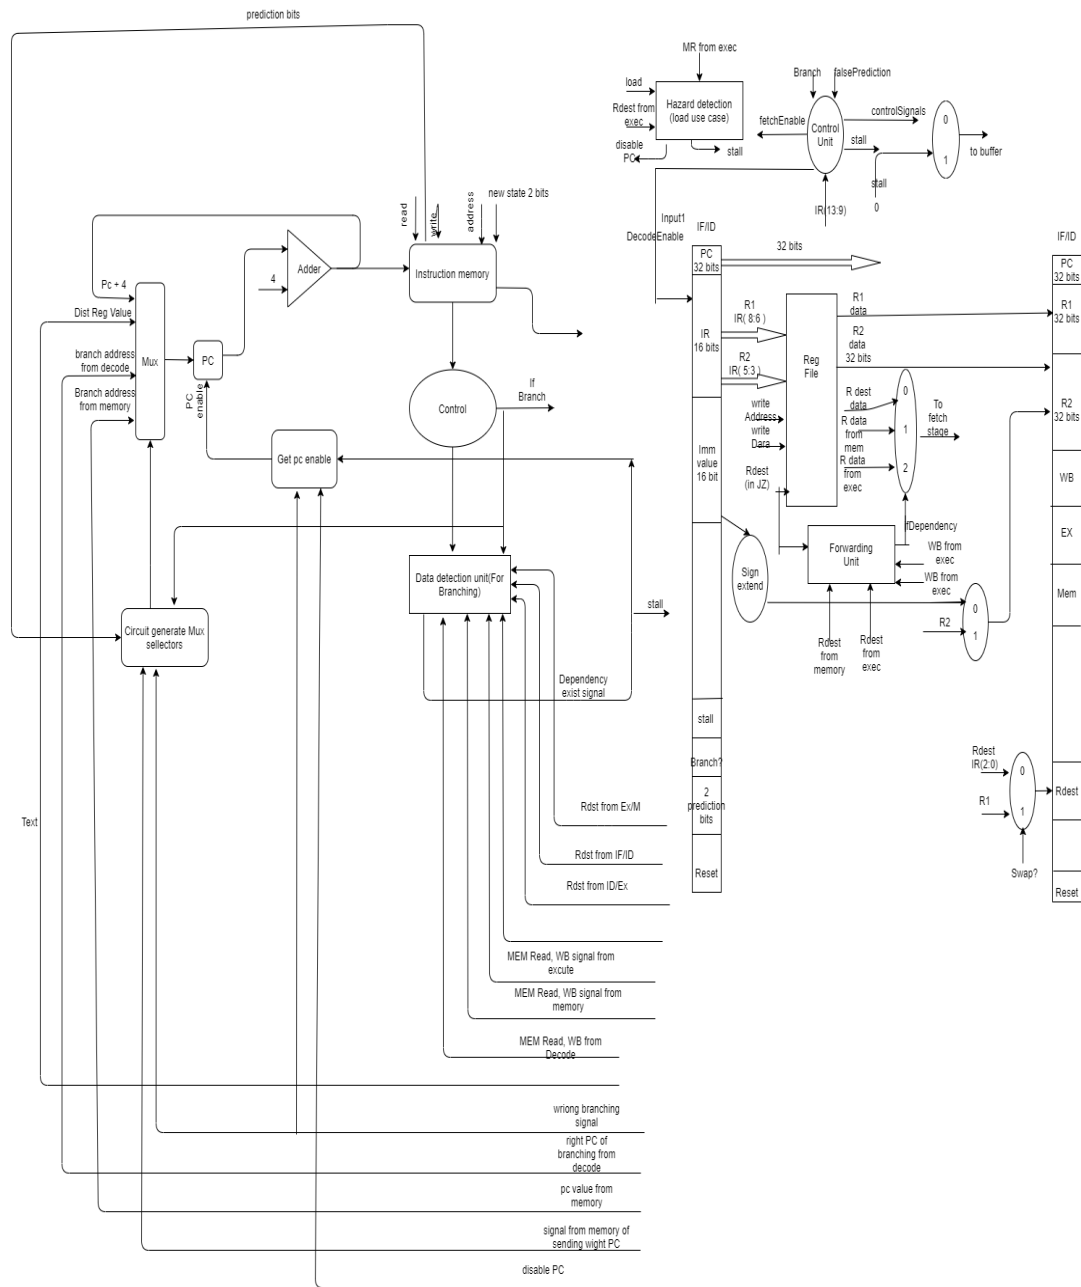 prediction bits
MR from exec
load
Rdest from
exec
Hazard detection
(load use case)
disable
PC
stall
Branch
falsePrediction
fetchEnable
Control
Unit
controlSignals
stall
0
1
to buffer
stall
0
IR(13:9)
read
write
address
new state 2 bits
Adder
4
Instruction memory
Pc + 4
Dist Reg Value
branch address
from decode
Branch address
from memory
Mux
PC
PC
enable
Control
If
Branch
Get pc enable
Data detection unit(For
Branching)
Circuit generate Mux
sellectors
stall
Dependency
exist signal
Text
Rdst from Ex/M
Rdst from IF/ID
Rdst from ID/Ex
MEM Read, WB signal from
excute
MEM Read, WB signal from
memory
MEM Read, WB from
Decode
wriong branching
signal
right PC of
branching from
decode
pc value from
memory
signal from memory of
sending wight PC
disable PC
Input1
DecodeEnable
IF/ID
PC
32 bits
32 bits
IR
16 bits
R1
IR( 8:6 )
R2
IR( 5:3 )
Imm
value
16 bit
stall
Branch?
2
prediction
bits
Reset
Reg
File
R1
data
R2
data
32 bits
write
Address
write
Dara
Rdest
(in JZ)
R dest
data
R data
from
mem
R data
from
exec
0
1
2
To
fetch
stage
fDependency
Forwarding
Unit
WB from
exec
WB from
exec
Rdest
from
memory
Rdest
from
exec
Sign
extend
R2
0
1
IF/ID
PC
32 bits
R1
32 bits
R2
32 bits
WB
EX
Mem
Rdest
IR(2:0)
R1
0
1
Swap?
Rdest
Reset